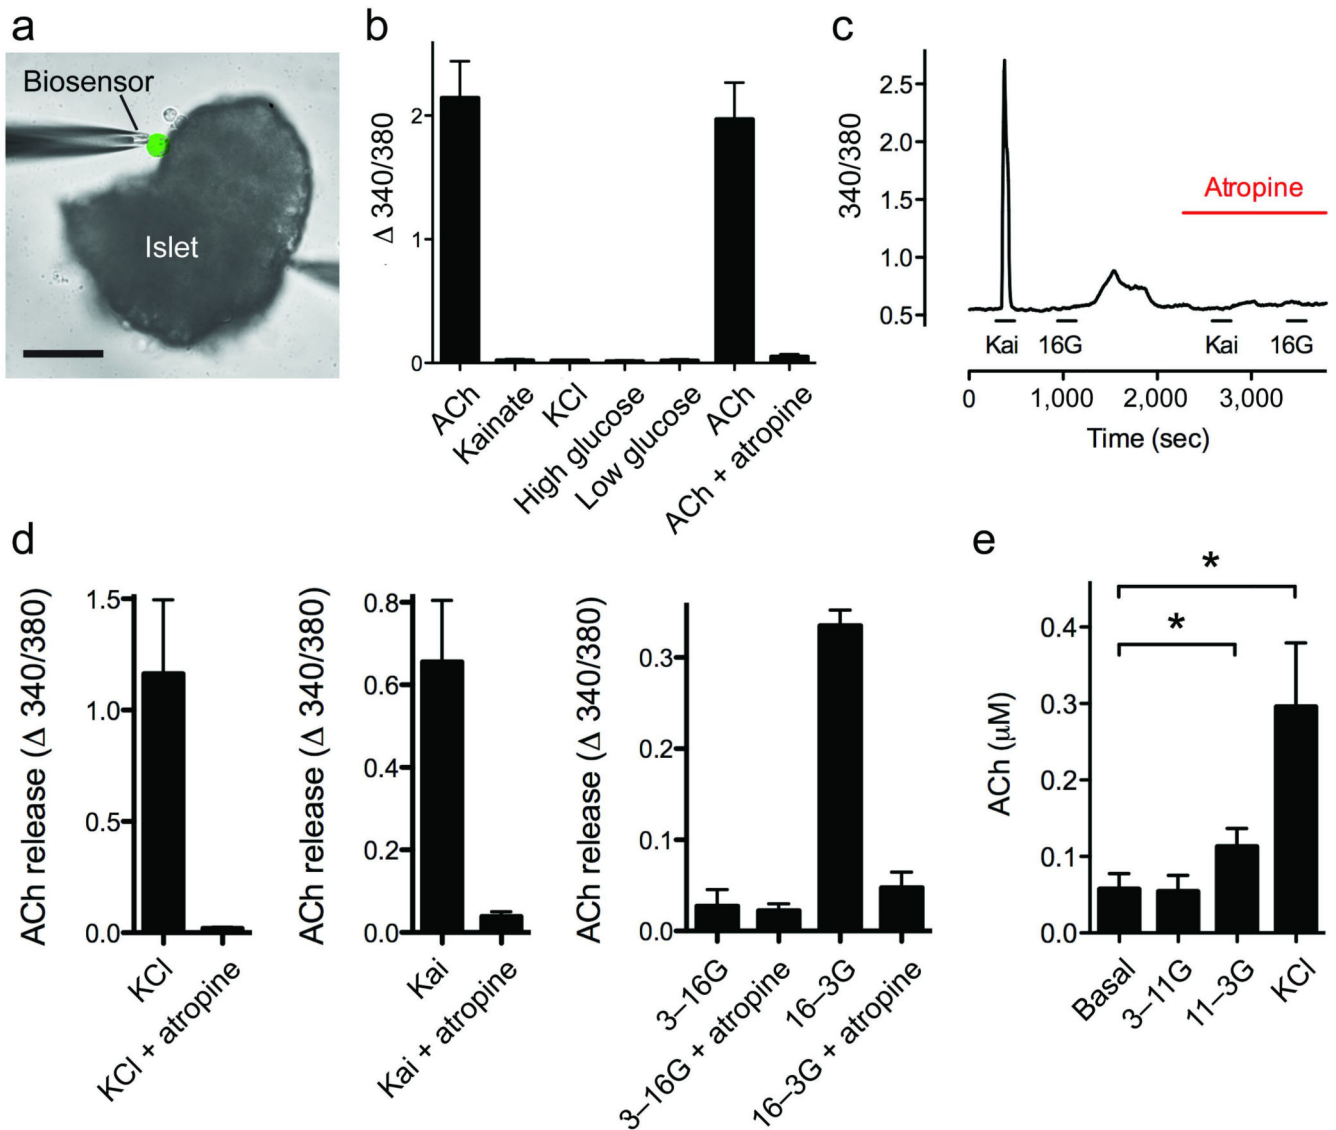 a
Biosensor
Islet
b
Δ 340/380
2
1
0
ACh
Kainate
KCl
High glucose
Low glucose
ACh
ACh + atropine
c
340/380
2.5
2.0
1.5
1.0
0.5
Atropine
Kai
16G
Kai
16G
0
1,000
2,000
3,000
Time (sec)
d
ACh release (Δ 340/380)
1.5
1.0
0.5
0.0
KCl
KCl + atropine
ACh release (Δ 340/380)
0.8
0.6
0.4
0.2
0.0
Kai
Kai + atropine
ACh release (Δ 340/380)
0.3
0.2
0.1
0.0
3–16G
3–16G + atropine
16–3G
16–3G + atropine
e
ACh (μM)
0.4
0.3
0.2
0.1
0.0
*
*
Basal
3–11G
11–3G
KCl